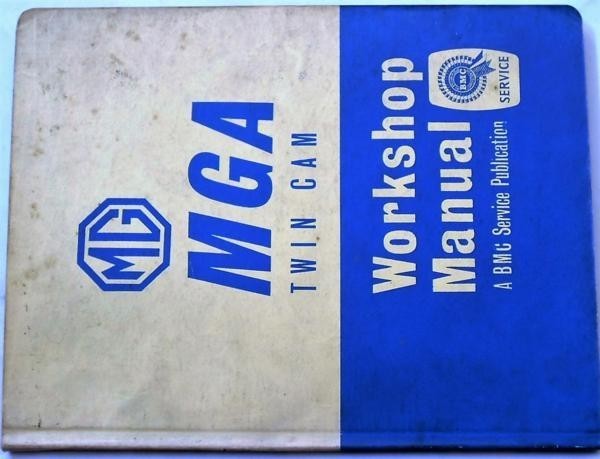 MG
MGA
TWIN CAM
Workshop
Manual
BMC
SERVICE
A BMC Service Publication